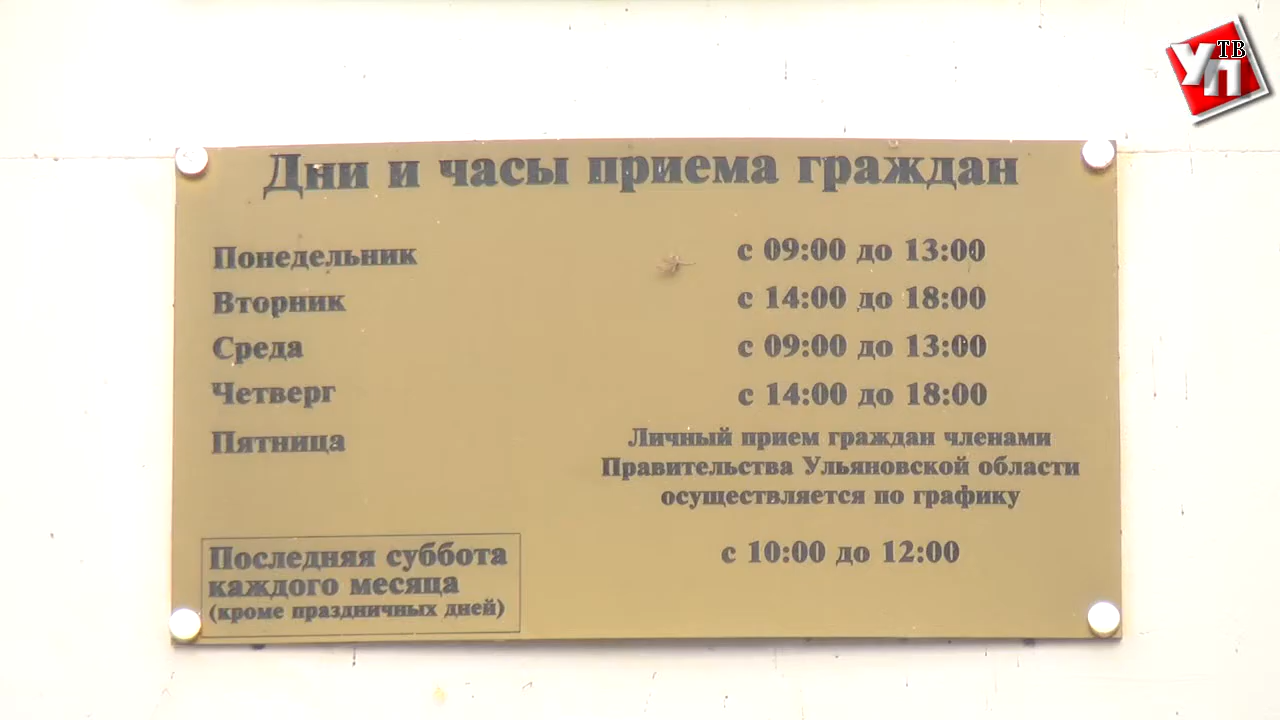 ТВ
УП
Дни и часы приема граждан
Понедельник с 09:00 до 13:00
Вторник с 14:00 до 18:00
Среда с 09:00 до 13:00
Четверг с 14:00 до 18:00
Пятница Личный прием граждан членами
Правительства Ульяновской области
осуществляется по графику
Последняя суббота с 10:00 до 12:00
каждого месяца
(кроме праздничных дней)